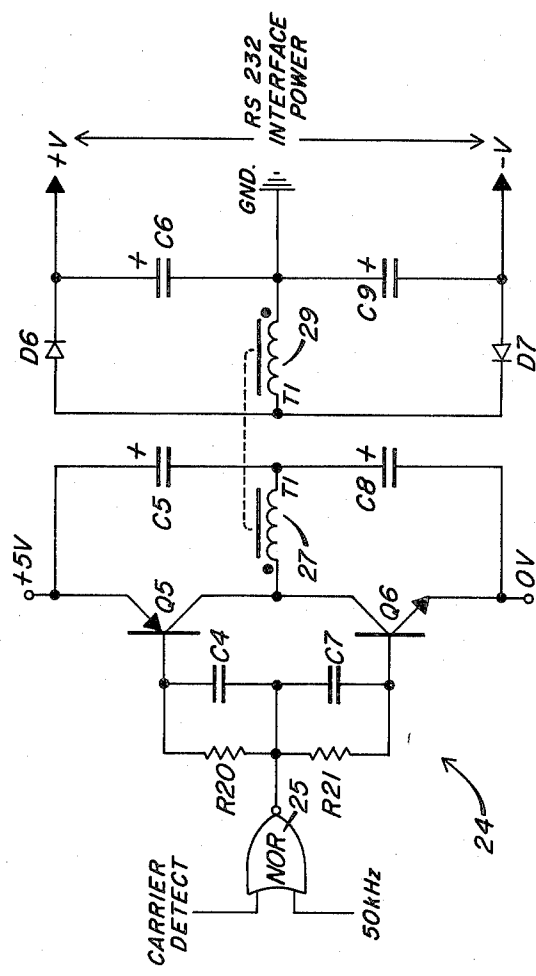 CARRIER
DETECT
50kHz
NOR
25
R20
R21
C4
C7
+5V
Q5
Q6
0V
27
T1
C5
+
C8
+
29
T1
D6
D7
C6
+
C9
+
GND.
+V
-V
RS 232
INTERFACE
POWER
24